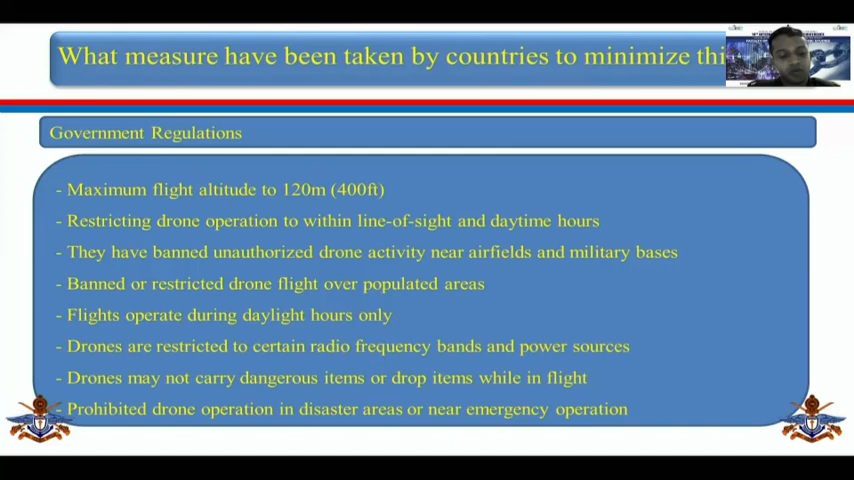 What measure have been taken by countries to minimize thi
Government Regulations
- Maximum flight altitude to 120m (400ft)
- Restricting drone operation to within line-of-sight and daytime hours
- They have banned unauthorized drone activity near airfields and military bases
- Banned or restricted drone flight over populated areas
- Flights operate during daylight hours only
- Drones are restricted to certain radio frequency bands and power sources
- Drones may not carry dangerous items or drop items while in flight
- Prohibited drone operation in disaster areas or near emergency operation